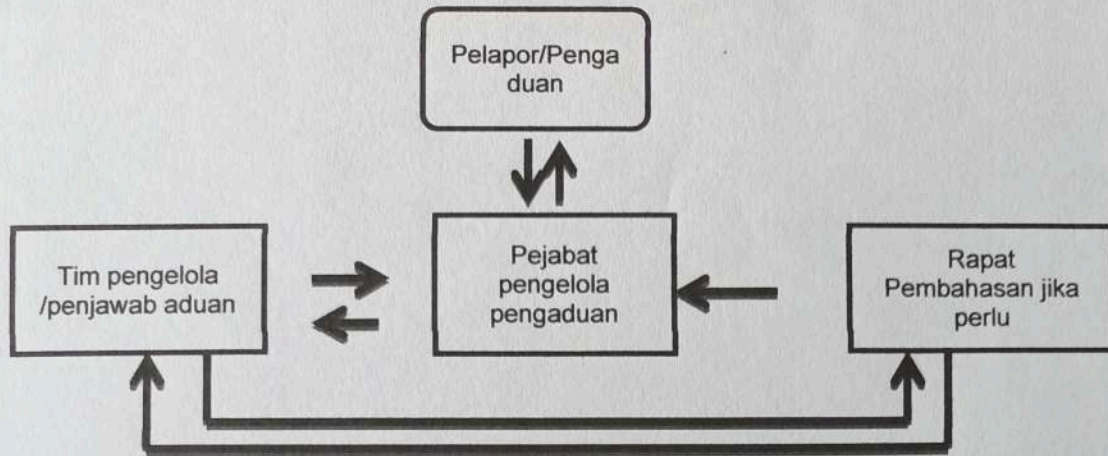 Pelapor/Penga
duan
Tim pengelola
/penjawab aduan
Pejabat
pengelola
pengaduan
Rapat
Pembahasan jika
perlu